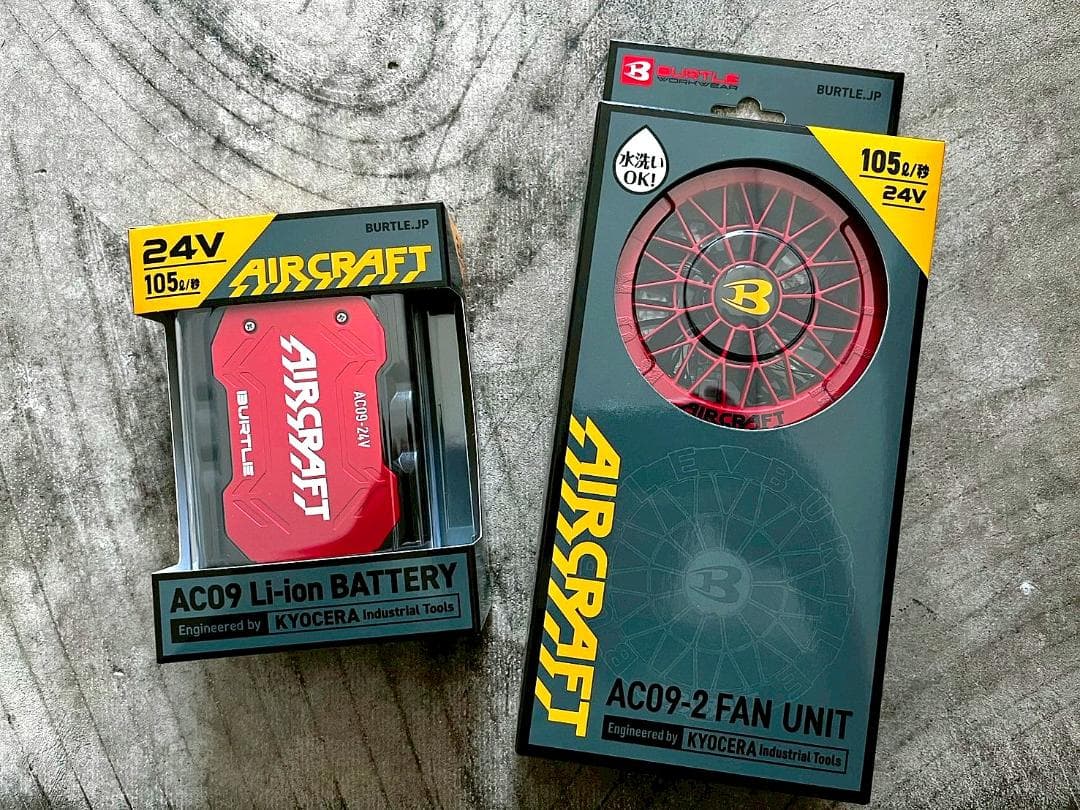 24V
105ℓ/秒
BURTLE.JP
AIRCRAFT
AIRCRAFT
BURTLE
AC09-24V
AC09 Li-ion BATTERY
Engineered by KYOCERA Industrial Tools
B BURTLE
WORKWEAR
BURTLE.JP
水洗い
OK!
105ℓ/秒
24V
B
AIRCRAFT
AIRCRAFT
B
AC09-2 FAN UNIT
Engineered by KYOCERA Industrial Tools